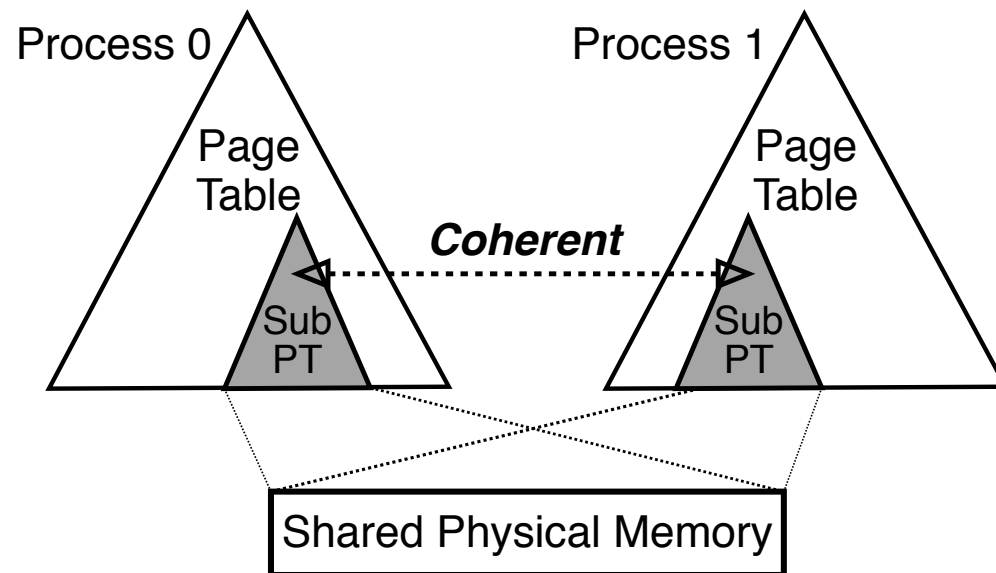 Process 0
Process 1
Page
Table
Page
Table
Coherent
Sub
PT
Sub
PT
Shared Physical Memory